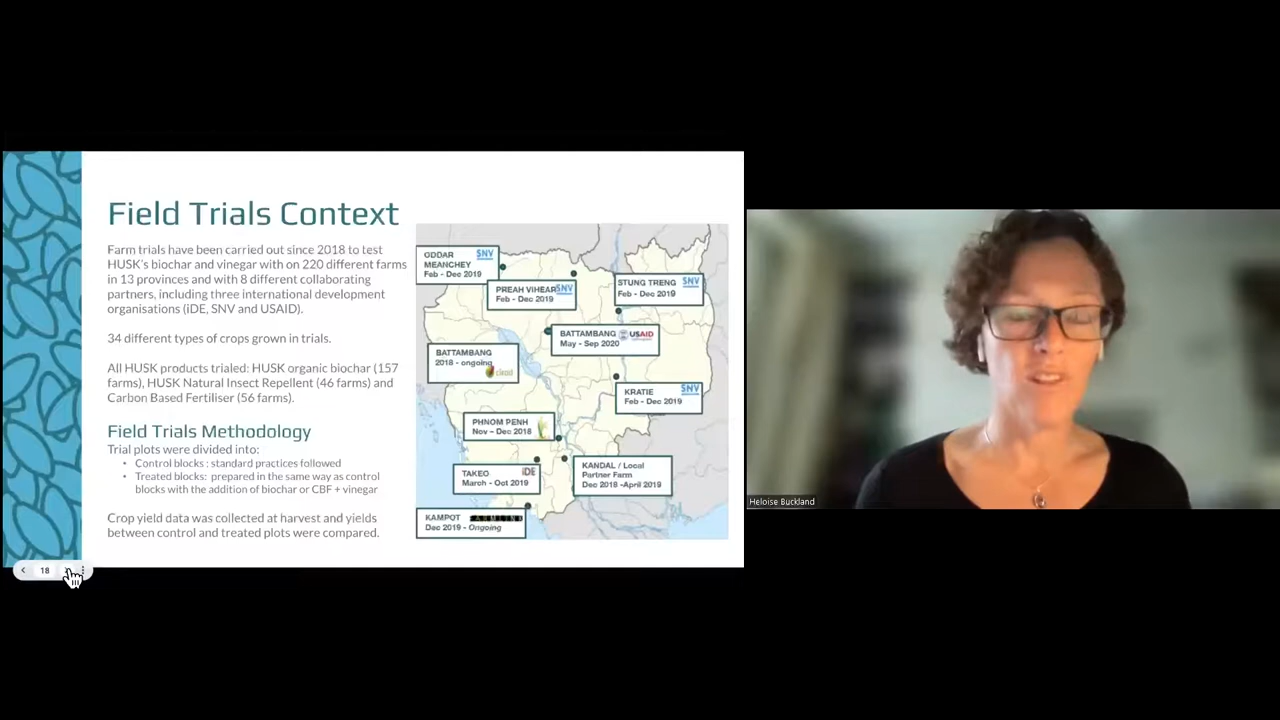 Field Trials Context
Farm trials have been carried out since 2018 to test
HUSK's biochar and vinegar with on 220 different farms
in 13 provinces and with 8 different collaborating
partners, including three international development
organisations (iDE, SNV and USAID).
34 different types of crops grown in trials.
All HUSK products trialed: HUSK organic biochar (157
farms), HUSK Natural Insect Repellent (46 farms) and
Carbon Based Fertiliser (56 farms).
Field Trials Methodology
Trial plots were divided into:
• Control blocks : standard practices followed
• Treated blocks: prepared in the same way as control
blocks with the addition of biochar or CBF + vinegar
Crop yield data was collected at harvest and yields
between control and treated plots were compared.
ODDAR SNV
MEANCHEY
Feb - Dec 2019
PREAH VIHEAR SNV
Feb - Dec 2019
STUNG TRENG SNV
Feb - Dec 2019
BATTAMBANG USAID
May - Sep 2020
BATTAMBANG
2018 - ongoing
cirad
KRATIE SNV
Feb - Dec 2019
PHNOM PENH
Nov - Dec 2018
TAKEO iDE
March - Oct 2019
KANDAL / Local
Partner Farm
Dec 2018 -April 2019
KAMPOT FARMLINK
Dec 2019 - Ongoing
18
Heloise Buckland